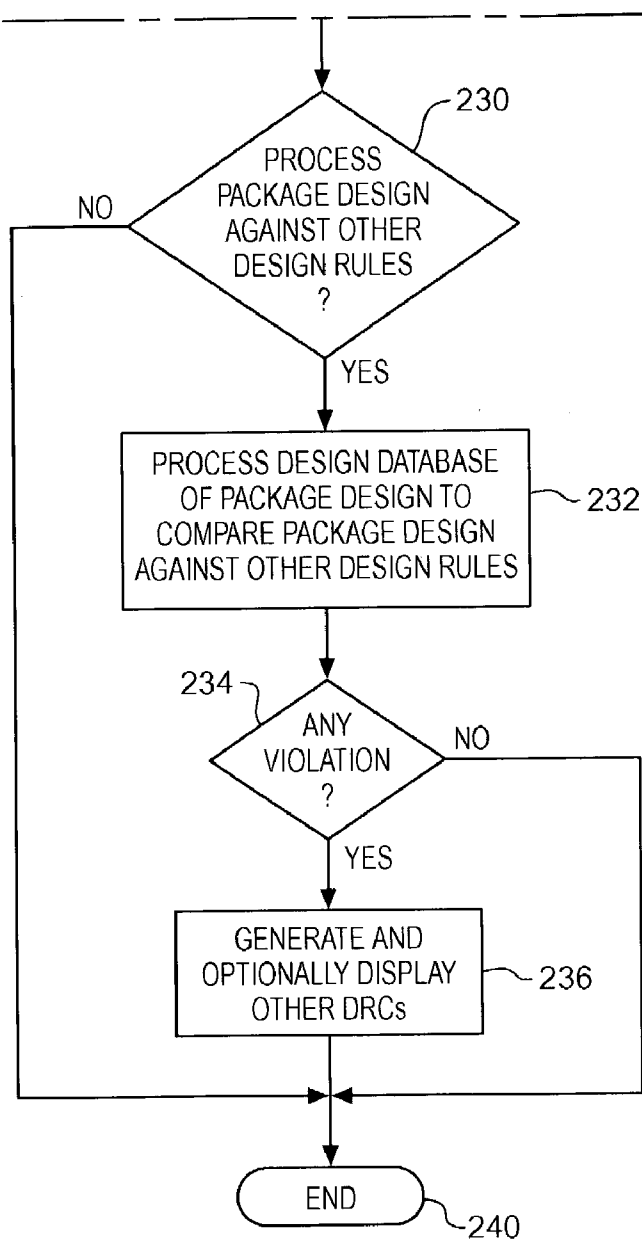 230
PROCESS
PACKAGE DESIGN
AGAINST OTHER
DESIGN RULES
?
NO
YES
PROCESS DESIGN DATABASE
OF PACKAGE DESIGN TO
COMPARE PACKAGE DESIGN
AGAINST OTHER DESIGN RULES
232
234
ANY
VIOLATION
?
NO
YES
GENERATE AND
OPTIONALLY DISPLAY
OTHER DRCs
236
END
240